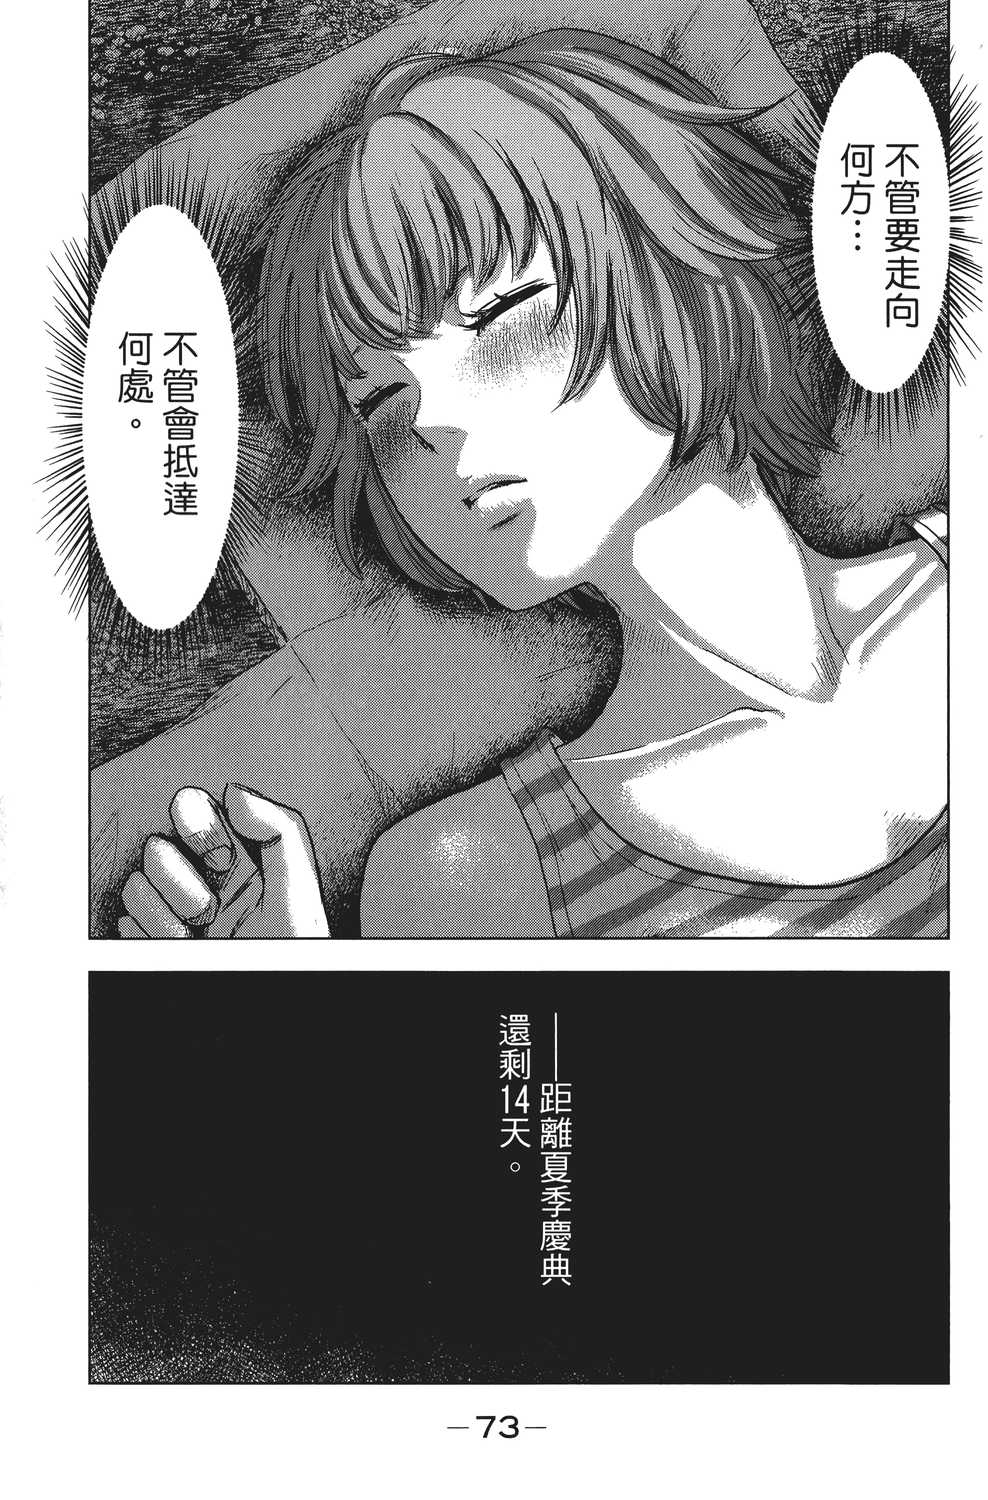 不管要走向
何方…
不管會抵達
何處。
——距離夏季慶典
還剩14天。
—73—